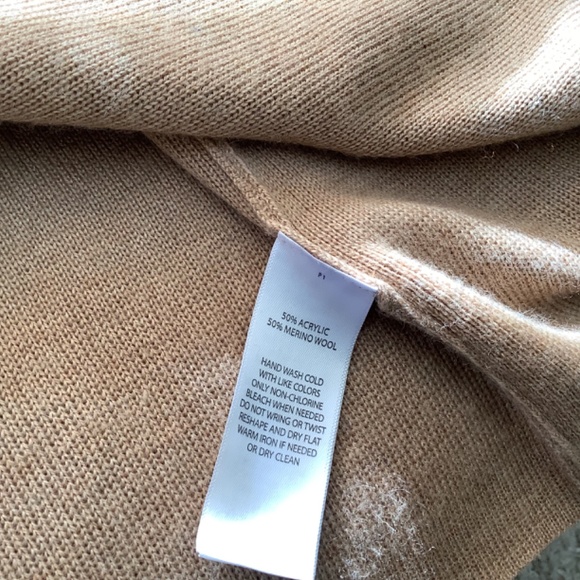 P1
50% ACRYLIC
50% MERINO WOOL
HAND WASH COLD
WITH LIKE COLORS
ONLY NON-CHLORINE
BLEACH WHEN NEEDED
DO NOT WRING OR TWIST
RESHAPE AND DRY FLAT
WARM IRON IF NEEDED
OR DRY CLEAN